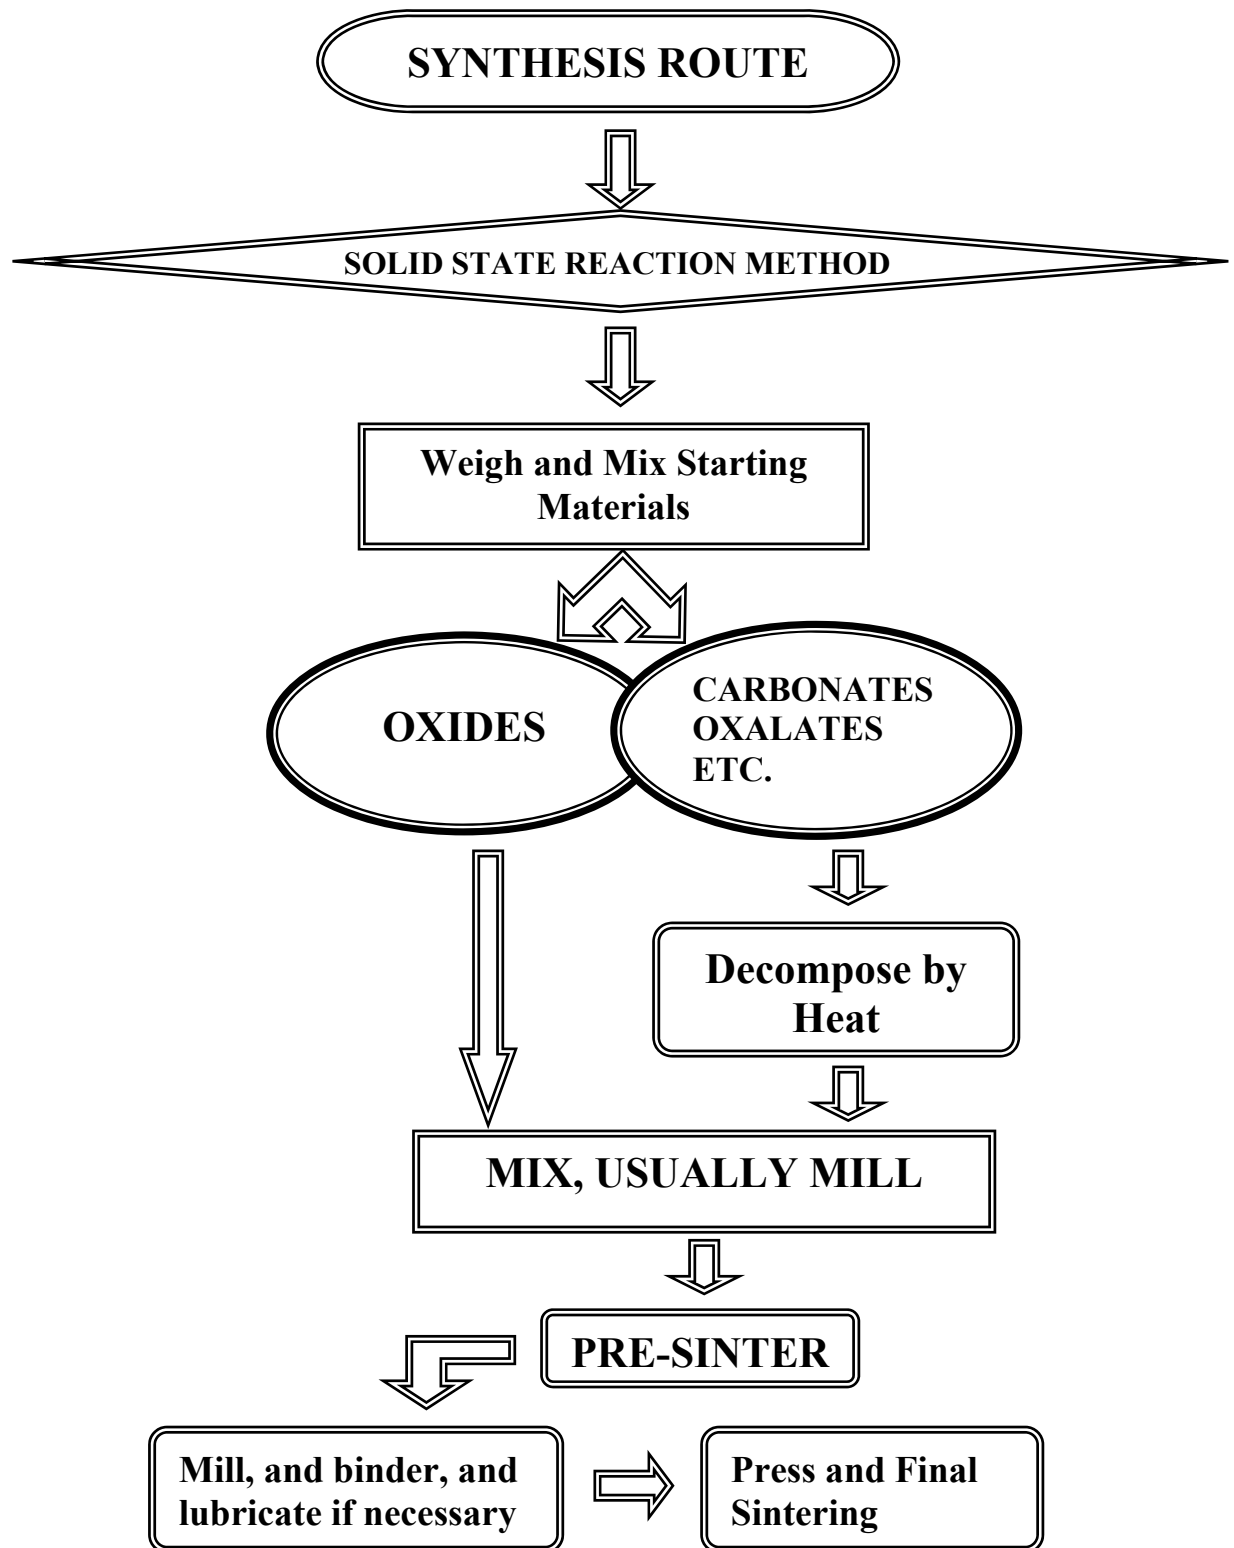 SYNTHESIS ROUTE
SOLID STATE REACTION METHOD
Weigh and Mix Starting
Materials
OXIDES
CARBONATES
OXALATES
ETC.
Decompose by
Heat
MIX, USUALLY MILL
PRE-SINTER
Mill, and binder, and
lubricate if necessary
Press and Final
Sintering